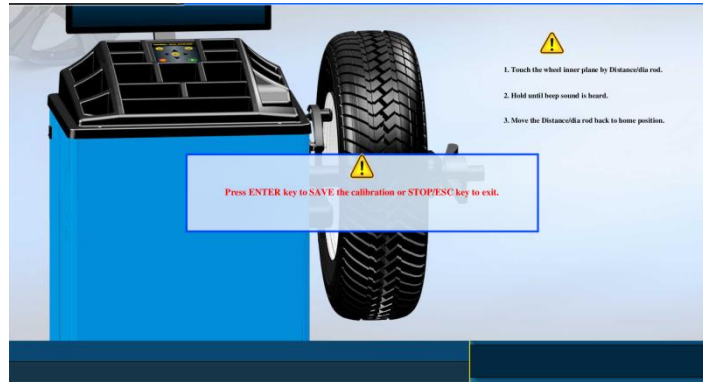 1. Touch the wheel inner plane by Distance/dia rod.
2. Hold until beep sound is heard.
3. Move the Distance/dia rod back to home position.
Press ENTER key to SAVE the calibration or STOP/ESC key to exit.